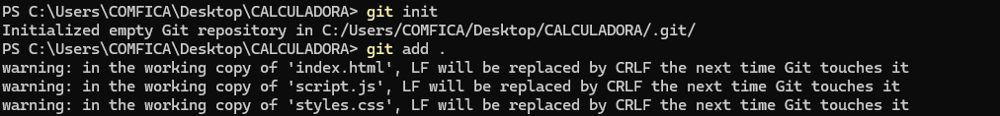 PS C:\Users\COMFICA\Desktop\CALCULADORA> git init
Initialized empty Git repository in C:/Users/COMFICA/Desktop/CALCULADORA/.git/
PS C:\Users\COMFICA\Desktop\CALCULADORA> git add .
warning: in the working copy of 'index.html', LF will be replaced by CRLF the next time Git touches it
warning: in the working copy of 'script.js', LF will be replaced by CRLF the next time Git touches it
warning: in the working copy of 'styles.css', LF will be replaced by CRLF the next time Git touches it